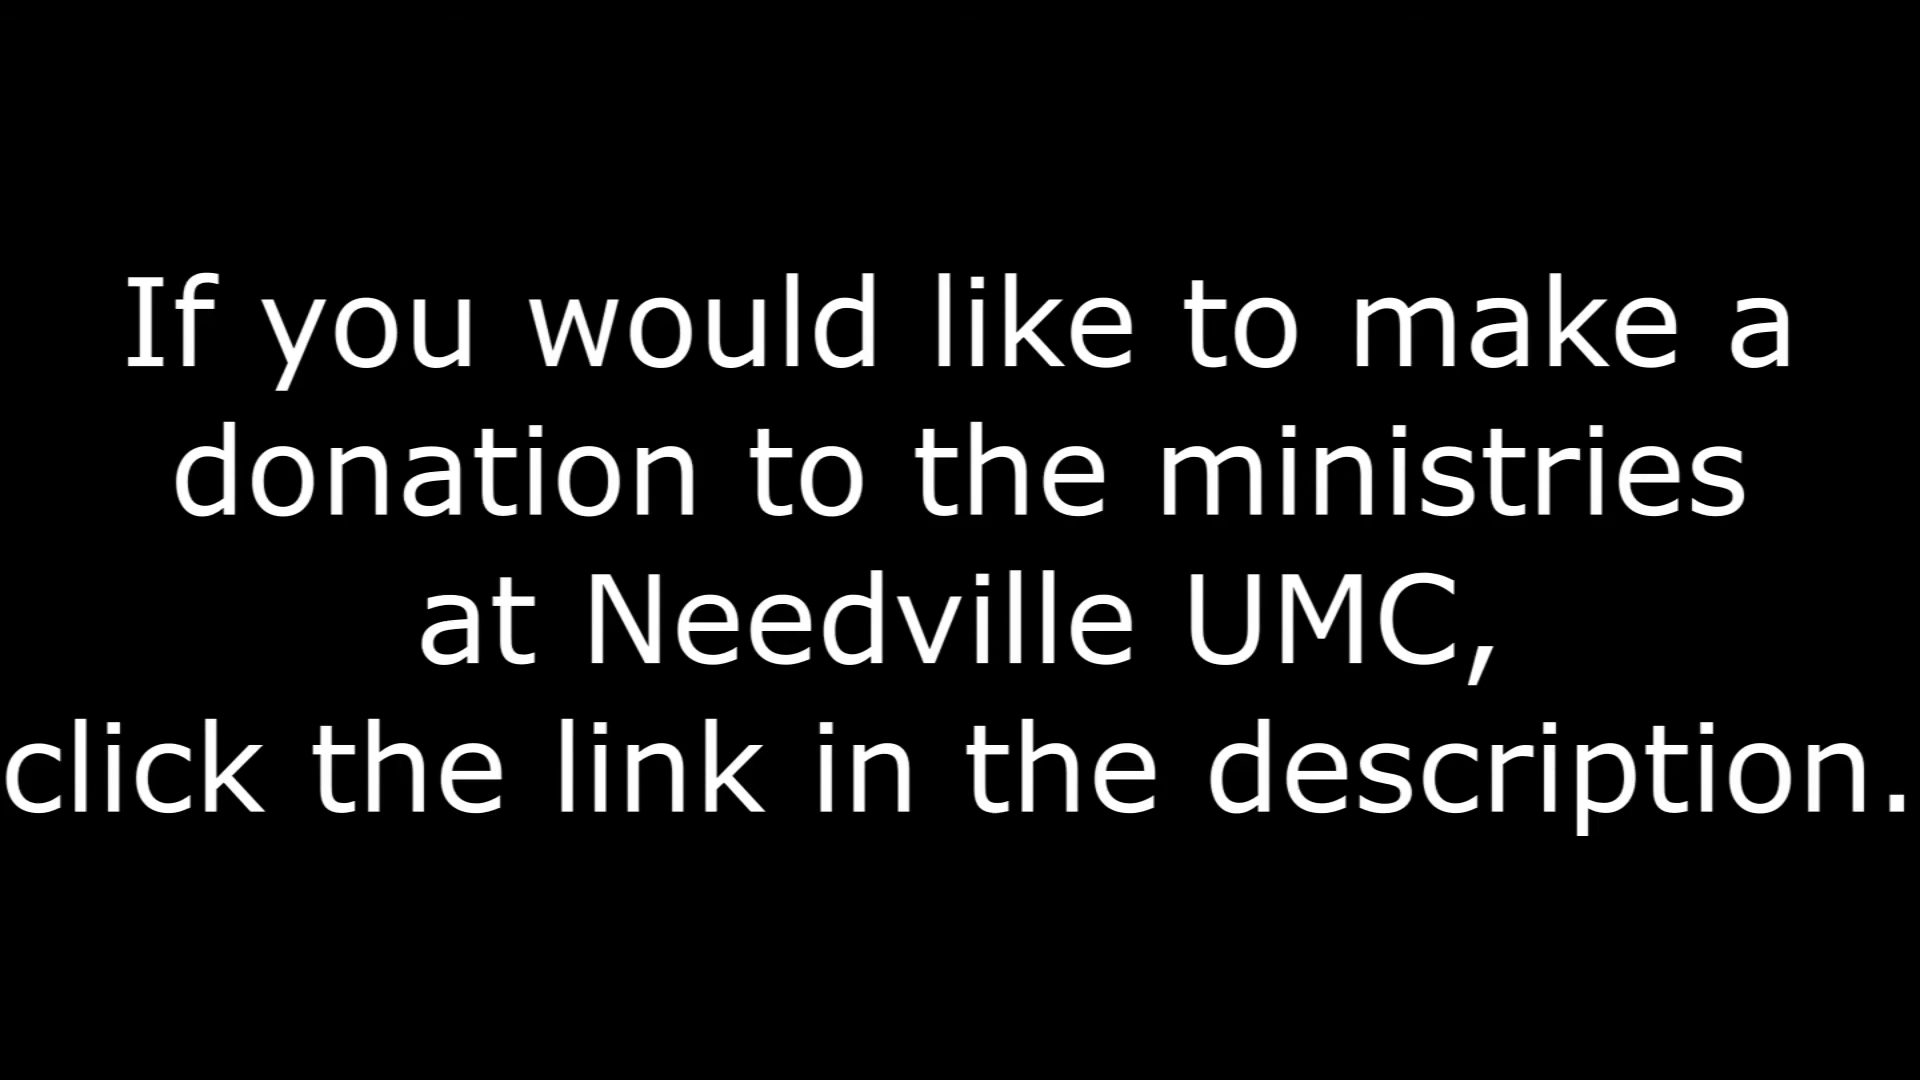 If you would like to make a
donation to the ministries
at Needville UMC,
click the link in the description.